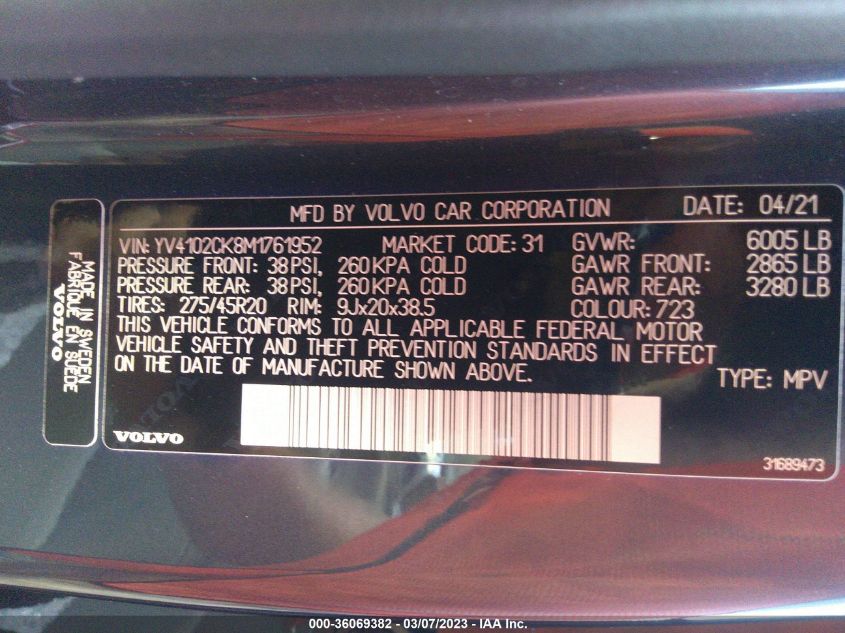 MADE IN SWEDEN
FABRIQUÉ EN SUÈDE
VOLVO
MFD BY VOLVO CAR CORPORATION DATE: 04/21
VIN: YV4102CK8M1761952 MARKET CODE: 31 GVWR: 6005 LB
PRESSURE FRONT: 38 PSI, 260 KPA COLD GAWR FRONT: 2865 LB
PRESSURE REAR: 38 PSI, 260 KPA COLD GAWR REAR: 3280 LB
TIRES: 275/45R20 RIM: 9Jx20x38.5 COLOUR: 723
THIS VEHICLE CONFORMS TO ALL APPLICABLE FEDERAL MOTOR
VEHICLE SAFETY AND THEFT PREVENTION STANDARDS IN EFFECT
ON THE DATE OF MANUFACTURE SHOWN ABOVE.
TYPE: MPV
VOLVO
31689473
000-36069382 - 03/07/2023 - IAA Inc.